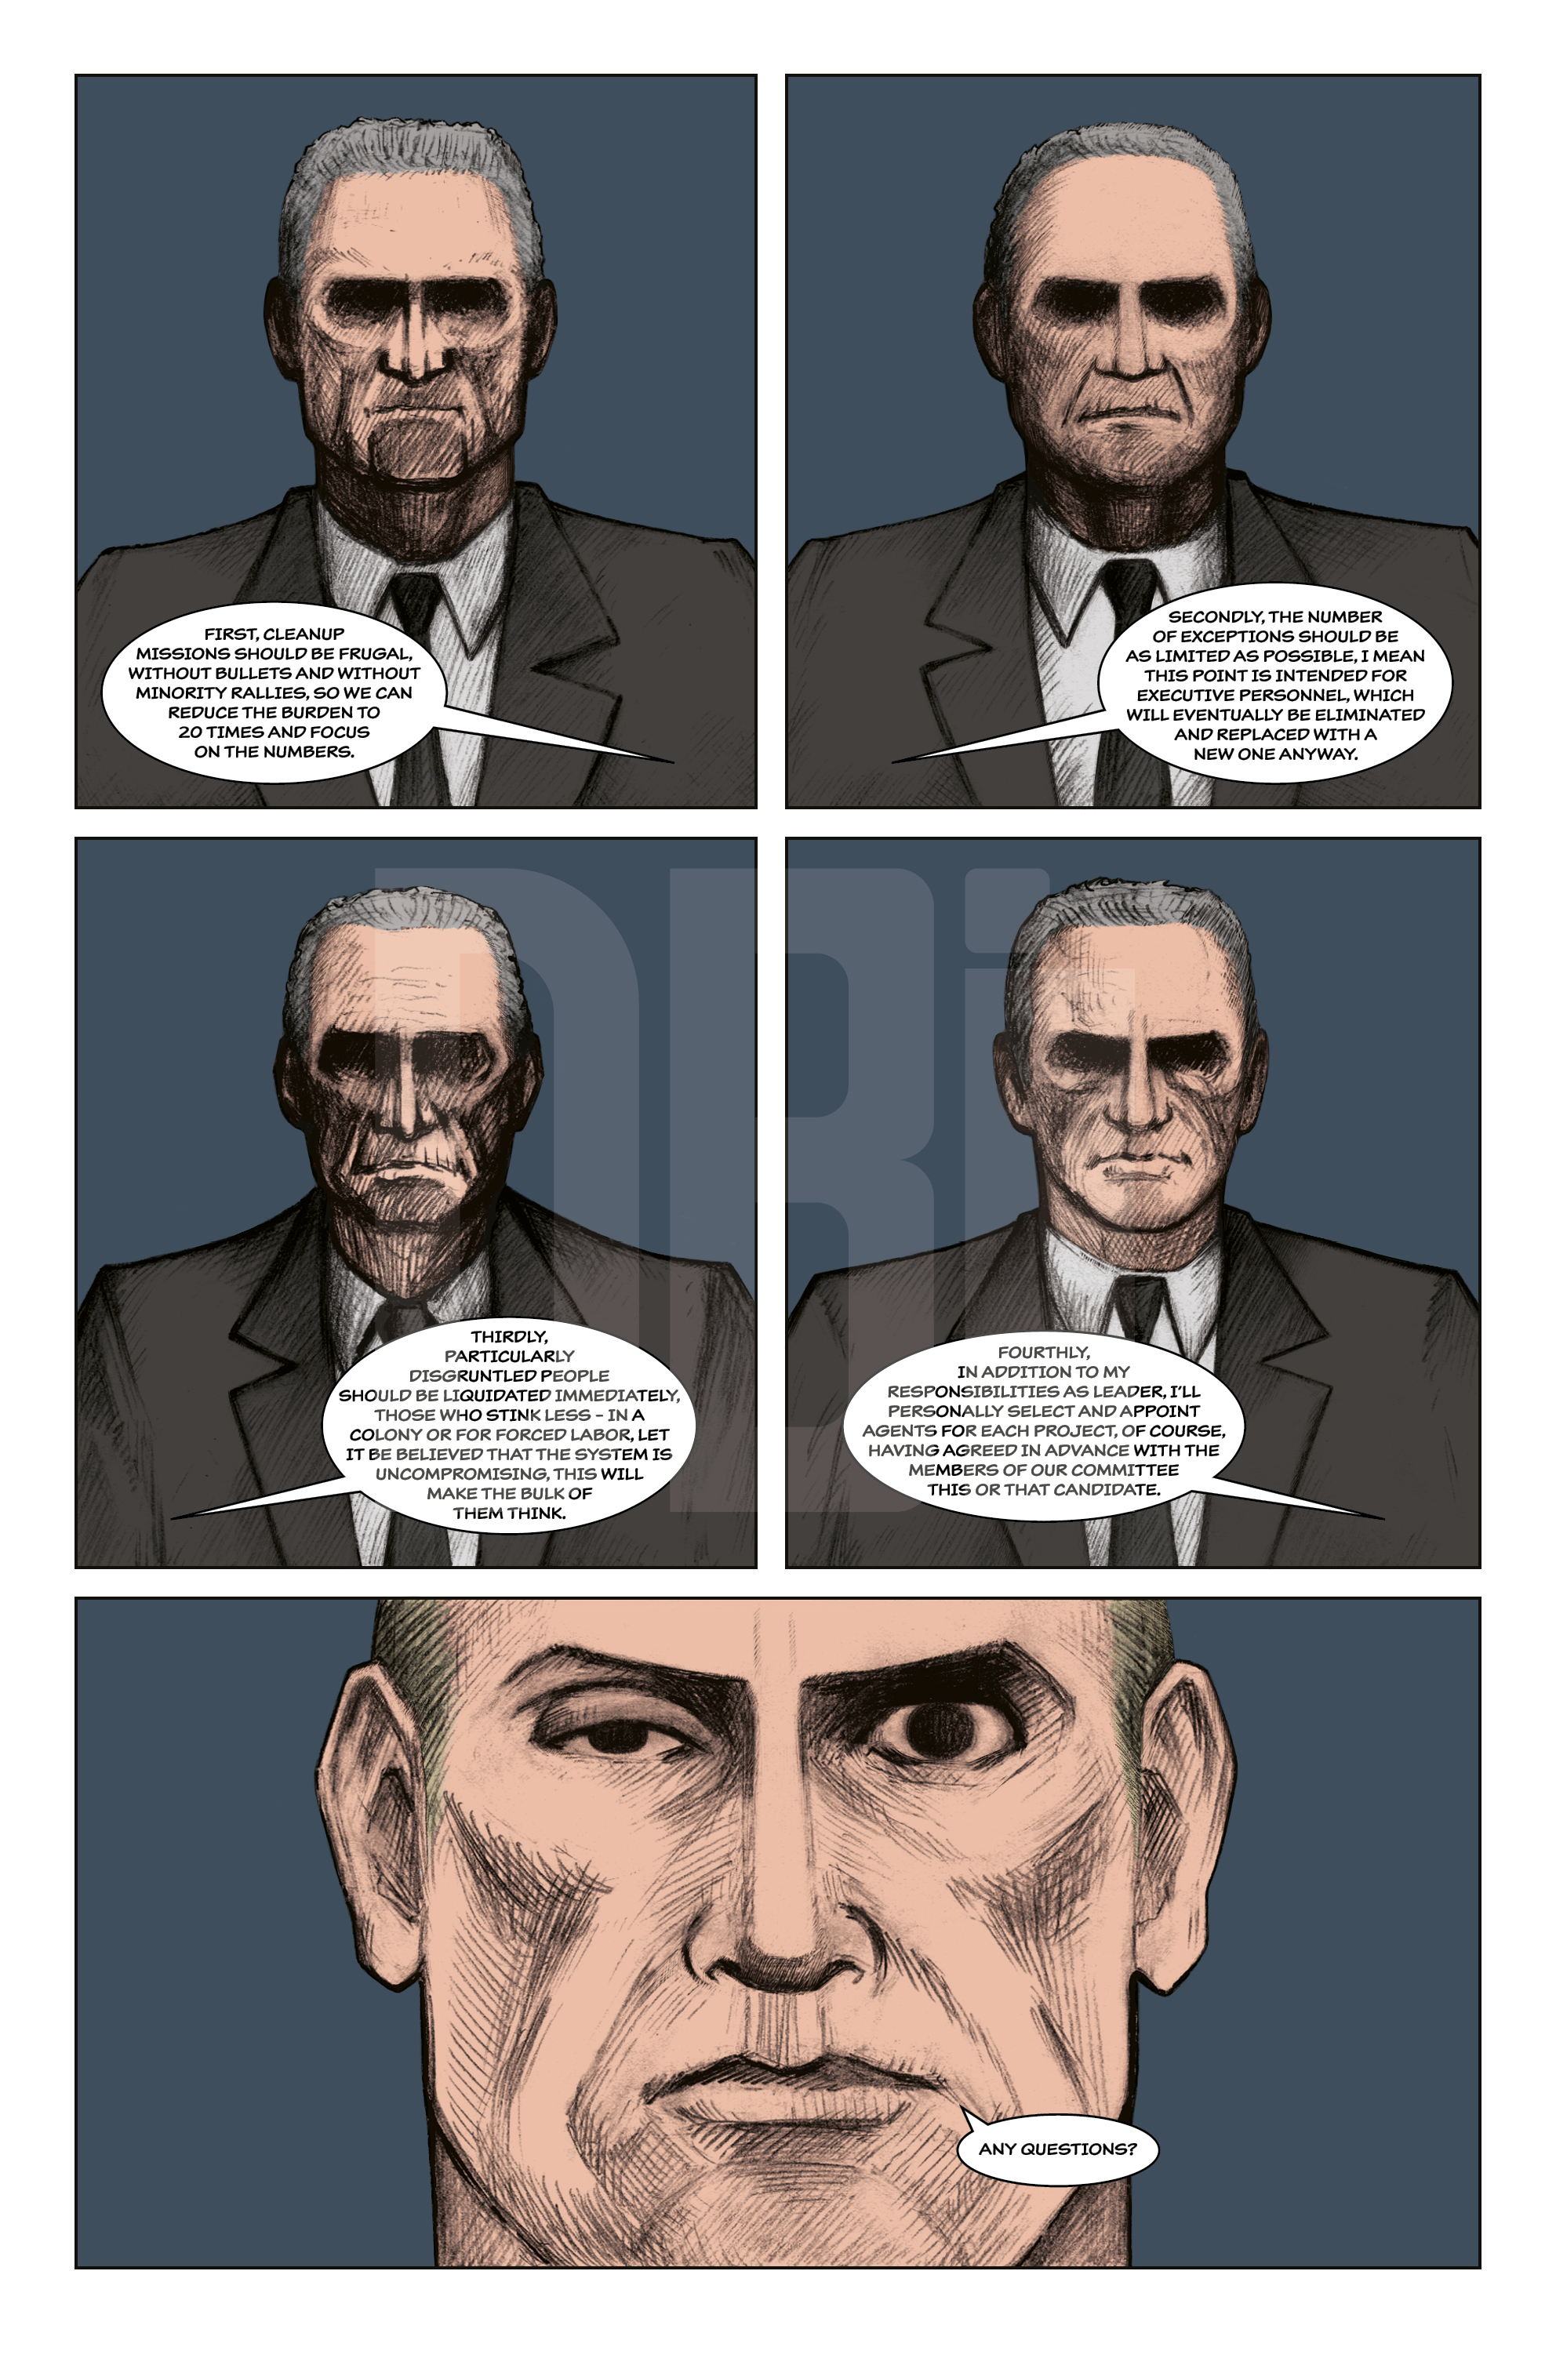 FIRST, CLEANUP
MISSIONS SHOULD BE FRUGAL,
WITHOUT BULLETS AND WITHOUT
MINORITY RALLIES, SO WE CAN
REDUCE THE BURDEN TO
20 TIMES AND FOCUS
ON THE NUMBERS.
SECONDLY, THE NUMBER
OF EXCEPTIONS SHOULD BE
AS LIMITED AS POSSIBLE, I MEAN
THIS POINT IS INTENDED FOR
EXECUTIVE PERSONNEL, WHICH
WILL EVENTUALLY BE ELIMINATED
AND REPLACED WITH A
NEW ONE ANYWAY.
THIRDLY,
PARTICULARLY
DISGRUNTLED PEOPLE
SHOULD BE LIQUIDATED IMMEDIATELY,
THOSE WHO STINK LESS - IN A
COLONY OR FOR FORCED LABOR, LET
IT BE BELIEVED THAT THE SYSTEM IS
UNCOMPROMISING, THIS WILL
MAKE THE BULK OF
THEM THINK.
FOURTHLY,
IN ADDITION TO MY
RESPONSIBILITIES AS LEADER, I'LL
PERSONALLY SELECT AND APPOINT
AGENTS FOR EACH PROJECT, OF COURSE,
HAVING AGREED IN ADVANCE WITH THE
MEMBERS OF OUR COMMITTEE
THIS OR THAT CANDIDATE.
ANY QUESTIONS?